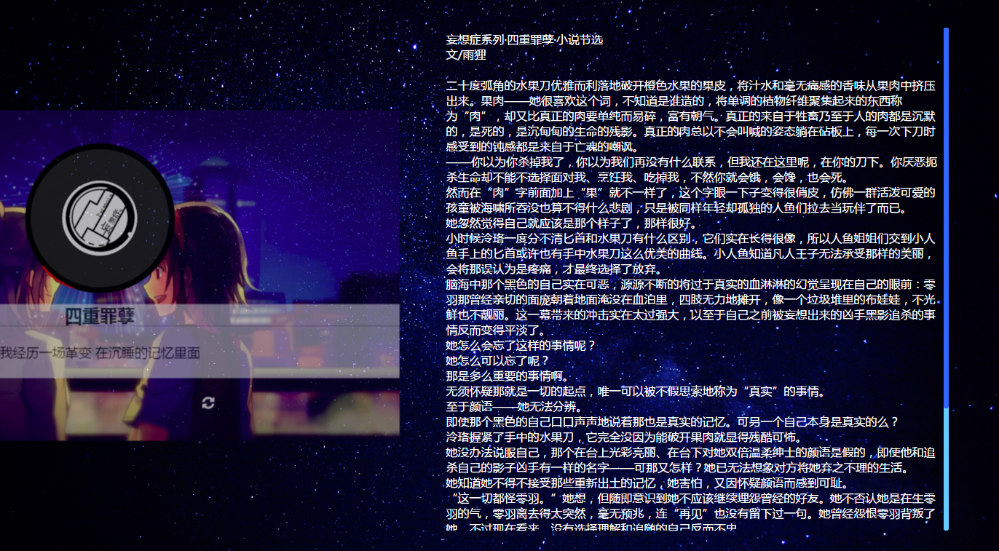 妄想症系列·四重罪孽·小说节选
文/雨狸
二十度弧角的水果刀优雅而利落地破开橙色水果的果皮，将汁水和毫无痛感的香味从果肉中挤压
出来。果肉——她很喜欢这个词，不知道是谁造的，将单调的植物纤维聚集起来的东西称
为“肉”，却又比真正的肉要单纯而易碎，富有朝气。真正的来自于牲畜乃至于人的肉都是沉默
的，是死的，是沉甸甸的生命的残影。真正的肉总以不会叫喊的姿态躺在砧板上，每一次下刀时
感受到的钝感都是来自于亡魂的嘲讽。
——你以为你杀掉我了，你以为我们再没有什么联系，但我还在这里呢，在你的刀下。你厌恶扼
杀生命却不能不选择面对我、烹饪我、吃掉我，不然你就会饿，会馋，也会死。
然而在“肉”字前面加上“果”就不一样了，这个字眼一下子变得很俏皮，仿佛一群活泼可爱的
孩童被海啸所吞没也算不得什么悲剧，只是被同样年轻却孤独的人鱼们拉去当玩伴了而已。
她忽然觉得自己就应该是那个样子了，那样很好。
小时候泠珞一度分不清匕首和水果刀有什么区别，它们实在长得很像，所以人鱼姐姐们交到小人
鱼手上的匕首或许也有手中水果刀这么优美的曲线。小人鱼知道凡人王子无法承受那样的美丽，
会将那误认为是疼痛，才最终选择了放弃。
脑海中那个黑色的自己实在可恶，源源不断的将过于真实的血淋淋的幻觉呈现在自己的眼前：零
羽那曾经亲切的面庞朝着地面淹没在血泊里，四肢无力地摊开，像一个垃圾堆里的布娃娃，不光
鲜也不靓丽。这一幕带来的冲击实在太过强大，以至于自己之前被妄想出来的凶手黑影追杀的事
情反而变得平淡了。
她怎么会忘了这样的事情呢？
她怎么可以忘了呢？
那是多么重要的事情啊。
无须怀疑那就是一切的起点，唯一可以被不假思索地称为“真实”的事情。
至于颜语——她无法分辨。
即使那个黑色的自己口口声声地说着那也是真实的记忆。可另一个自己本身是真实的么？
泠珞握紧了手中的水果刀，它完全没因为能破开果肉就显得残酷可怖。
她没办法说服自己，那个在台上光彩亮丽、在台下对她双倍温柔绅士的颜语是假的，即使他和追
杀自己的影子凶手有一样的名字——可那又怎样？她已无法想象对方将她弃之不理的生活。
她知道她不得不接受那些重新出土的记忆，她害怕，又因怀疑颜语而感到可耻。
“这一切都怪零羽。”她想，但随即意识到她不应该继续埋怨曾经的好友。她不否认她是在生零
羽的气，零羽离去得太突然，毫无预兆，连“再见”也没有留下过一句。她曾经怨恨零羽背叛了
她，不过现在看来，没有选择理解和追随的自己反而不忠
四重罪孽
我经历一场革变 在沉睡的记忆里面